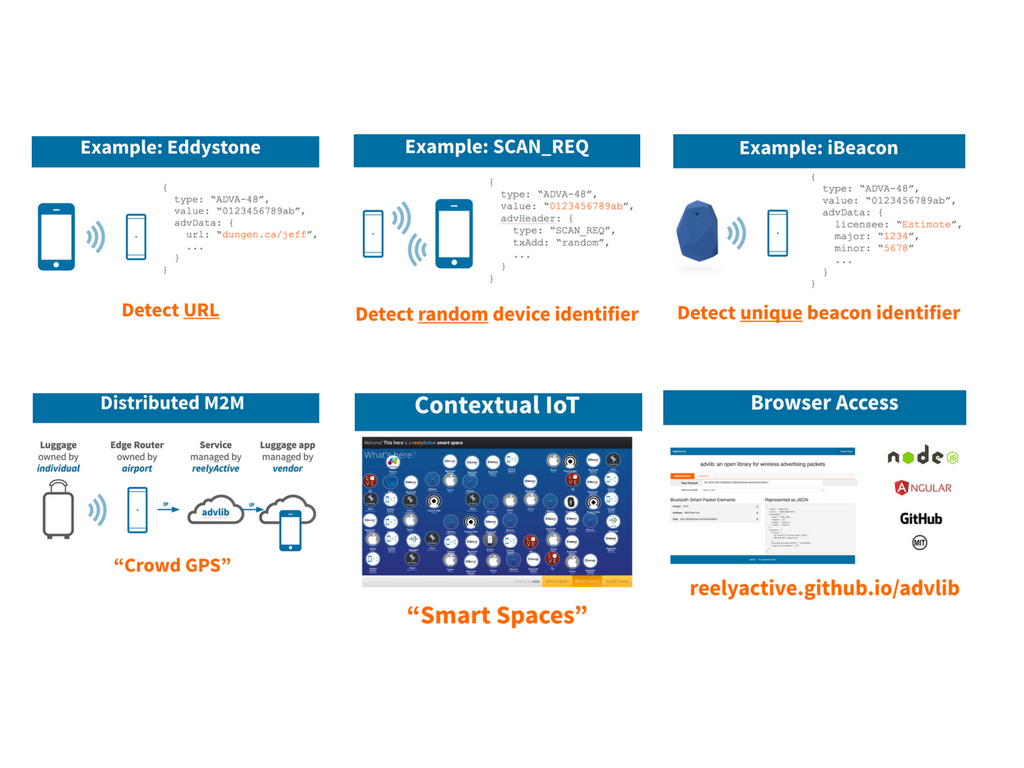 Example: Eddystone
{
type: “ADVA-48”,
value: “0123456789ab”,
advData: {
url: “dungen.ca/jeff”,
...
}
}
Detect URL
Example: SCAN_REQ
{
type: “ADVA-48”,
value: “0123456789ab”,
advHeader: {
type: “SCAN_REQ”,
txAdd: “random”,
...
}
}
Detect random device identifier
Example: iBeacon
{
type: “ADVA-48”,
value: “0123456789ab”,
advData: {
licensee: “Estimote”,
major: “1234”,
minor: “5678”
...
}
}
Detect unique beacon identifier
Distributed M2M
Luggage
owned by
individual
Edge Router
owned by
airport
Service
managed by
reelyActive
Luggage app
managed by
vendor
IP
advlib
IP
“Crowd GPS”
Contextual IoT
Welcome! This here is a reelyActive smart space.
What's here?
“Smart Spaces”
Browser Access
advlib: an open library for wireless advertising packets
Bluetooth Smart Packet Elements
Represented as JSON
node JS
ANGULAR
GitHub
MIT
reelyactive.github.io/advlib